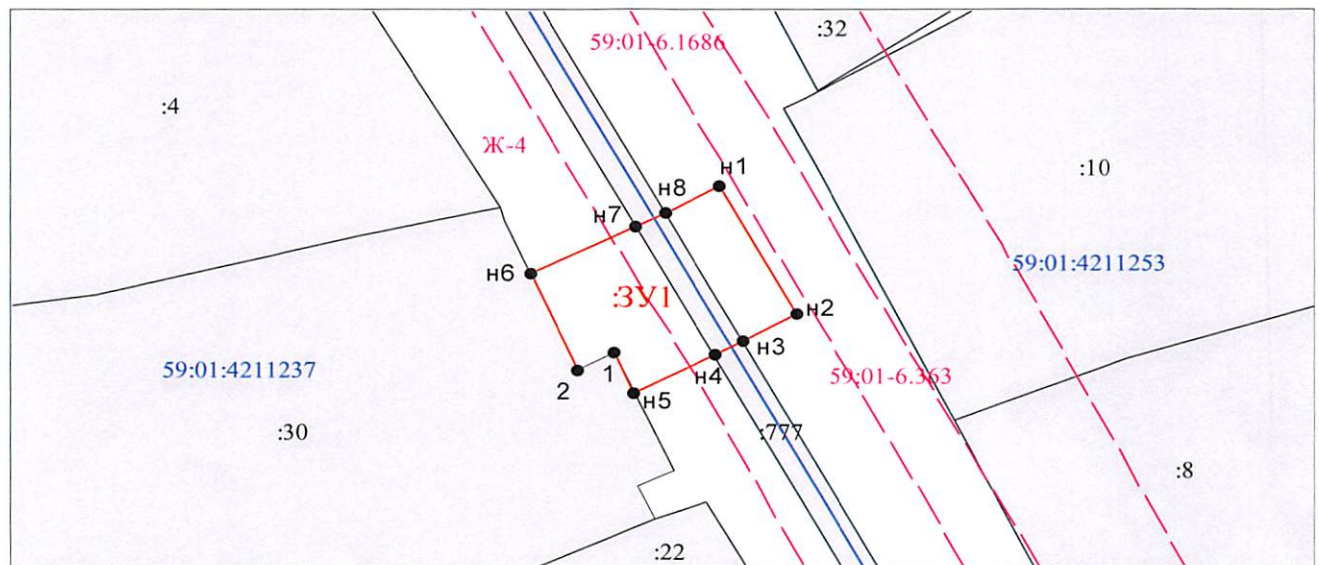 :32
59:01-6.1686
:4
Ж-4
:10
н1
н8
н7
59:01:4211253
н6
:ЗУ1
н2
н3
1
н4
59:01:4211237
2
59:01-6.363
н5
:30
:777
:8
:22